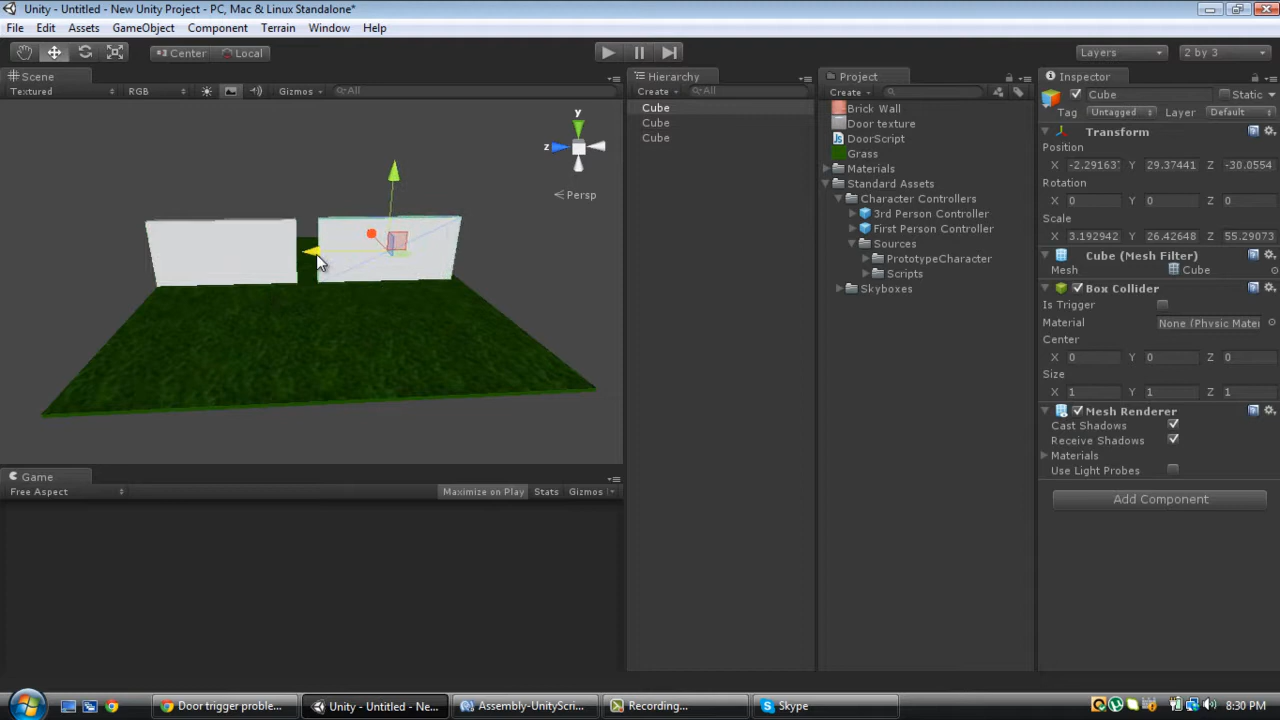 Unity - Untitled - New Unity Project - PC, Mac & Linux Standalone*
File Edit Assets GameObject Component Terrain Window Help
Center Local Layers 2 by 3
Scene Hierarchy Project Inspector
Textured RGB Gizmos All
Create All
Create
Cube
Cube
Cube
Brick Wall
Door texture
DoorScript
Grass
Materials
Standard Assets
Character Controllers
3rd Person Controller
First Person Controller
Sources
PrototypeCharacter
Scripts
Skyboxes
y
z
Persp
Cube Static
Tag Untagged Layer Default
Transform
Position
X -2.29163 Y 29.37441 Z -30.0554
Rotation
X 0 Y 0 Z 0
Scale
X 3.192942 Y 26.42648 Z 55.29073
Cube (Mesh Filter)
Mesh Cube
Box Collider
Is Trigger
Material None (Physic Mater
Center
X 0 Y 0 Z 0
Size
X 1 Y 1 Z 1
Mesh Renderer
Cast Shadows
Receive Shadows
Materials
Use Light Probes
Add Component
Game
Free Aspect Maximize on Play Stats Gizmos
Door trigger proble... Unity - Untitled - Ne... Assembly-UnityScri... Recording... Skype 8:30 PM